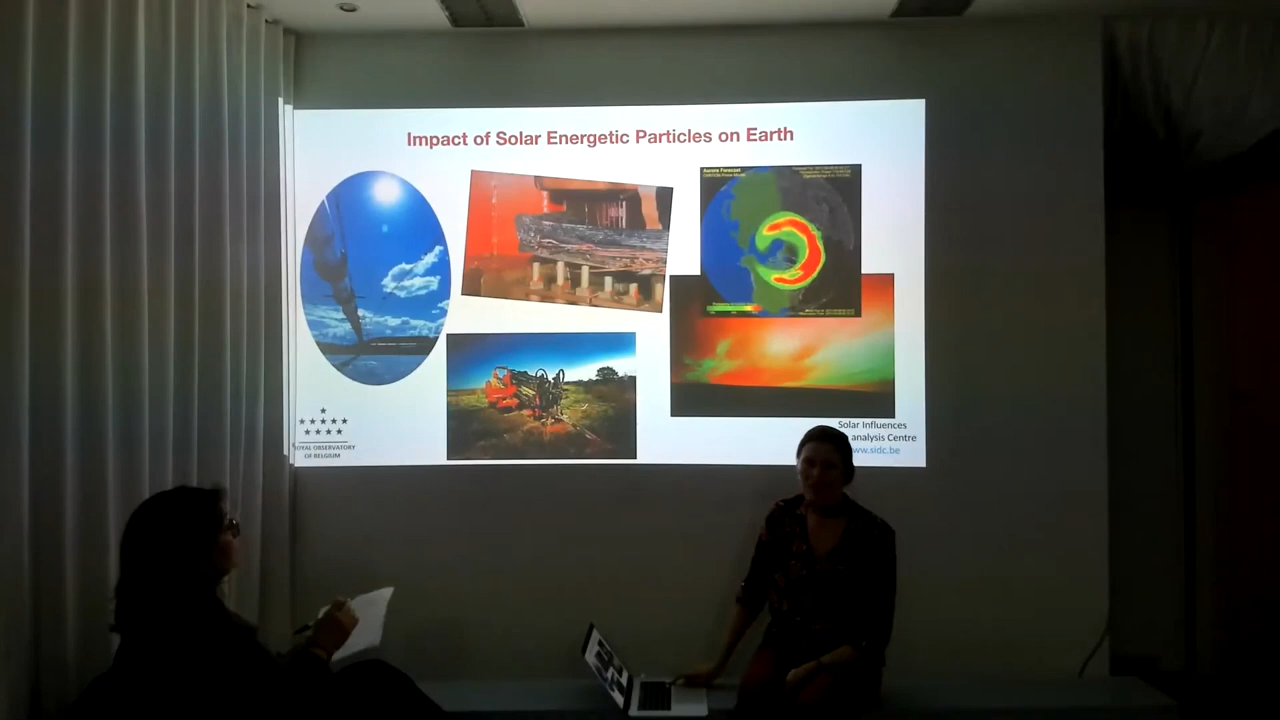 Impact of Solar Energetic Particles on Earth
Aurora Forecast
ROYAL OBSERVATORY
OF BELGIUM
Solar Influences
analysis Centre
www.sidc.be